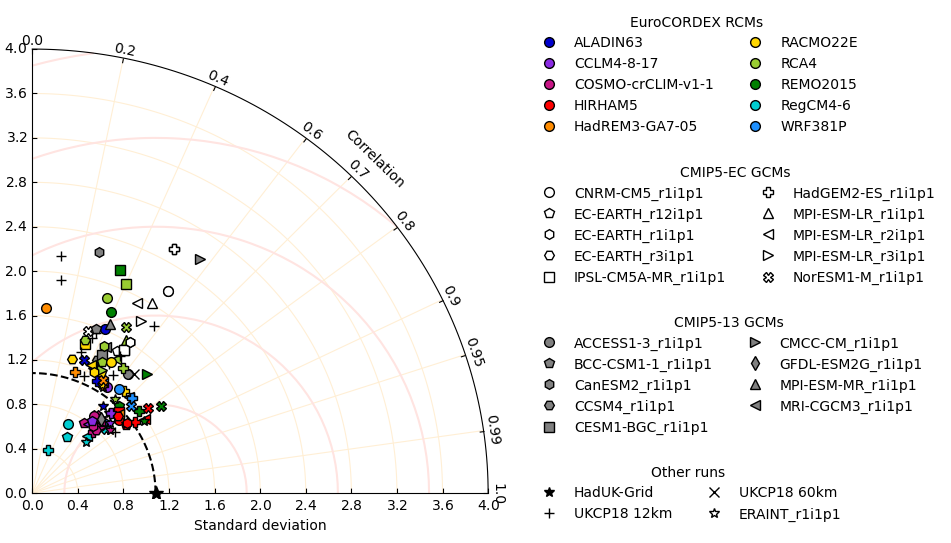 EuroCORDEX RCMs
ALADIN63 RACMO22E
CCLM4-8-17 RCA4
COSMO-crCLIM-v1-1 REMO2015
HIRHAM5 RegCM4-6
HadREM3-GA7-05 WRF381P
CMIP5-EC GCMs
CNRM-CM5_r1i1p1 HadGEM2-ES_r1i1p1
EC-EARTH_r12i1p1 MPI-ESM-LR_r1i1p1
EC-EARTH_r1i1p1 MPI-ESM-LR_r2i1p1
EC-EARTH_r3i1p1 MPI-ESM-LR_r3i1p1
IPSL-CM5A-MR_r1i1p1 NorESM1-M_r1i1p1
CMIP5-13 GCMs
ACCESS1-3_r1i1p1 CMCC-CM_r1i1p1
BCC-CSM1-1_r1i1p1 GFDL-ESM2G_r1i1p1
CanESM2_r1i1p1 MPI-ESM-MR_r1i1p1
CCSM4_r1i1p1 MRI-CGCM3_r1i1p1
CESM1-BGC_r1i1p1
Other runs
HadUK-Grid UKCP18 60km
UKCP18 12km ERAINT_r1i1p1
4.0
3.6
3.2
2.8
2.4
2.0
1.6
1.2
0.8
0.4
0.0
0.0 0.4 0.8 1.2 1.6 2.0 2.4 2.8 3.2 3.6 4.0
Standard deviation
0.0
0.2
0.4
0.6
Correlation
0.7
0.8
0.9
0.95
0.99
1.0